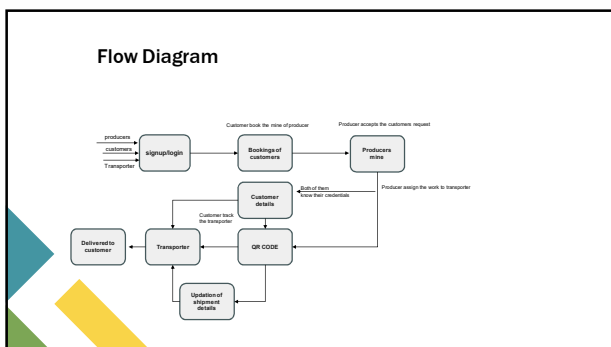 Flow Diagram
Customer book the mine of producer
Producer accepts the customers request
producers
customers
Transporter
signup/login
Bookings of
customers
Producers
mine
Customer
details
Both of them
know their credentials
Producer assign the work to transporter
Customer track
the transporter
Delivered to
customer
Transporter
QR CODE
Updation of
shipment
details